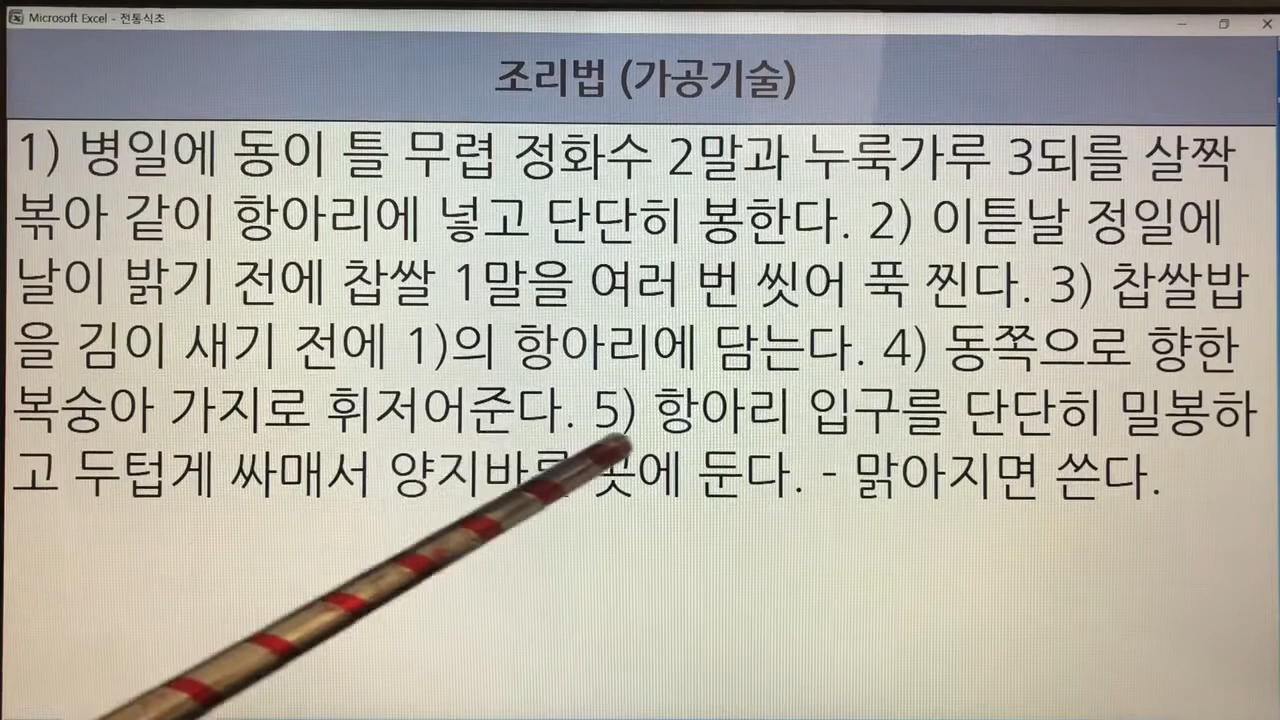 Microsoft Excel - 전통식초
조리법 (가공기술)
1) 병일에 동이 틀 무렵 정화수 2말과 누룩가루 3되를 살짝
볶아 같이 항아리에 넣고 단단히 봉한다. 2) 이튿날 정일에
날이 밝기 전에 찹쌀 1말을 여러 번 씻어 푹 찐다. 3) 찹쌀밥
을 김이 새기 전에 1)의 항아리에 담는다. 4) 동쪽으로 향한
복숭아 가지로 휘저어준다. 5) 항아리 입구를 단단히 밀봉하
고 두텁게 싸매서 양지바른 곳에 둔다. - 맑아지면 쓴다.